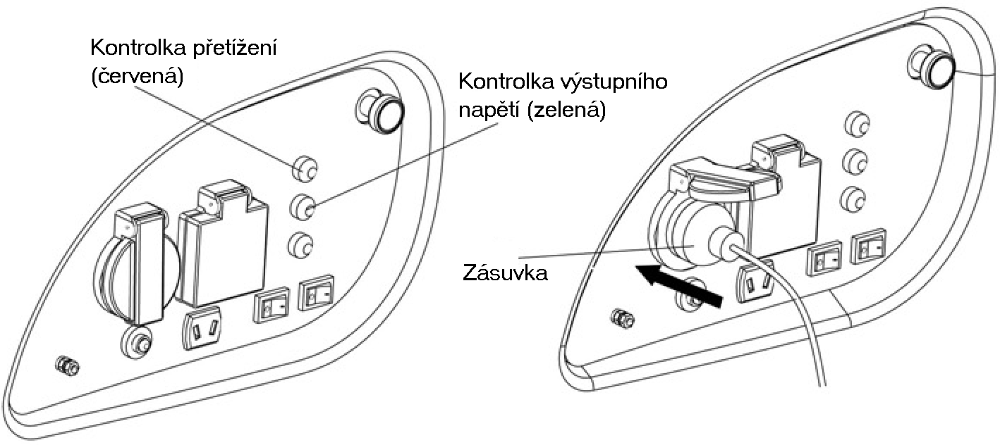 Kontrolka přetížení
(červená)
Kontrolka výstupního
napětí (zelená)
Zásuvka